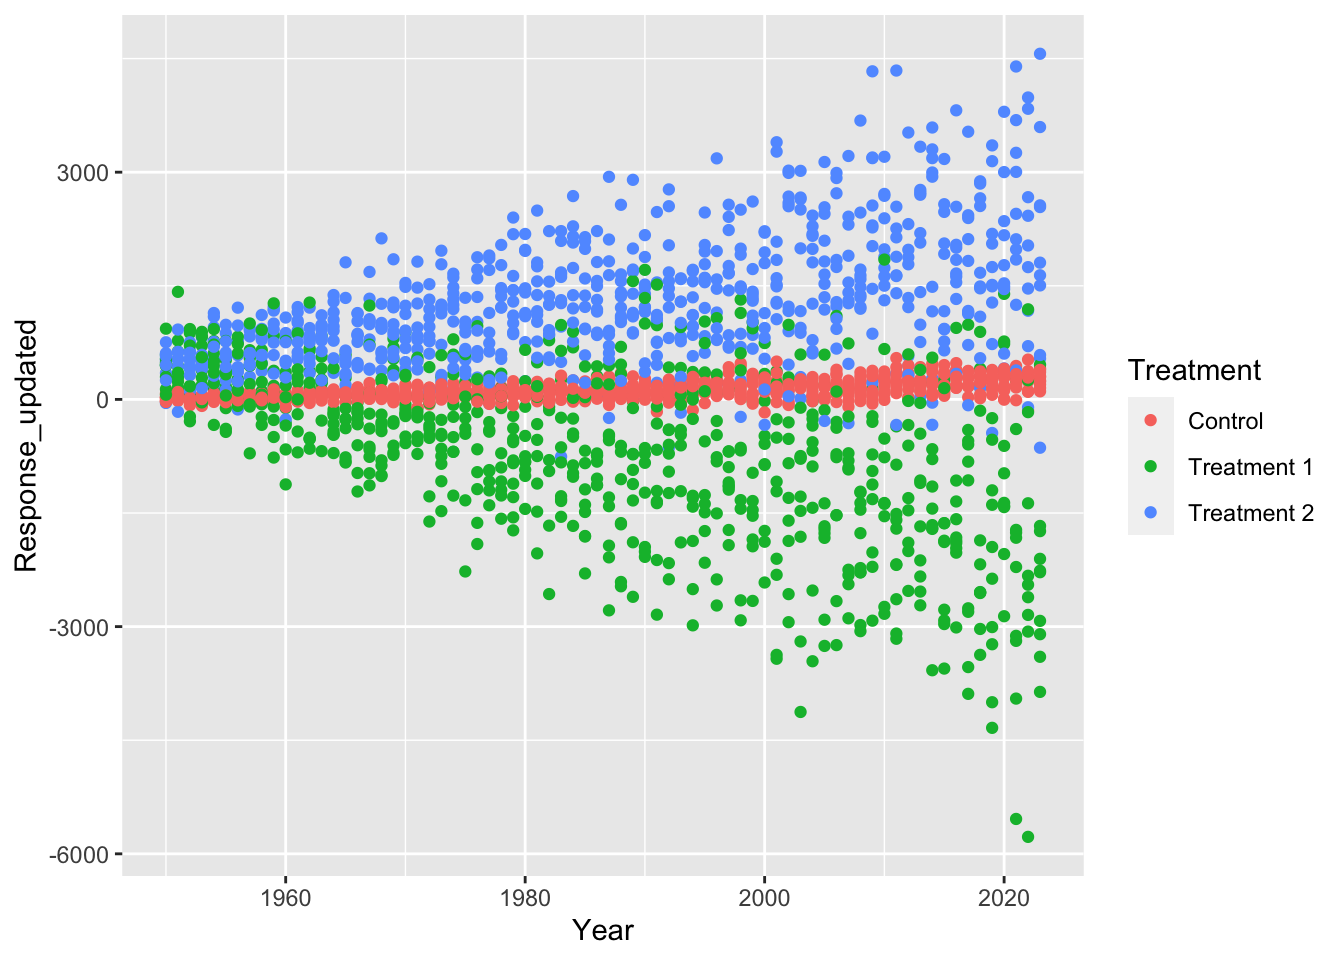 Response_updated
3000
0
-3000
-6000
1960
1980
2000
2020
Year
Treatment
Control
Treatment 1
Treatment 2